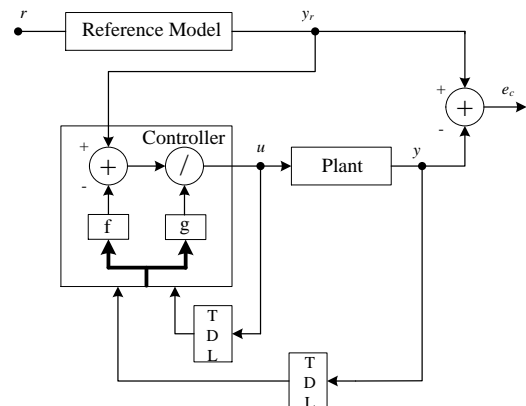 r
Reference Model
y_r
+
+
-
e_c
Controller
+
+
-
/
u
Plant
y
f
g
T
D
L
T
D
L